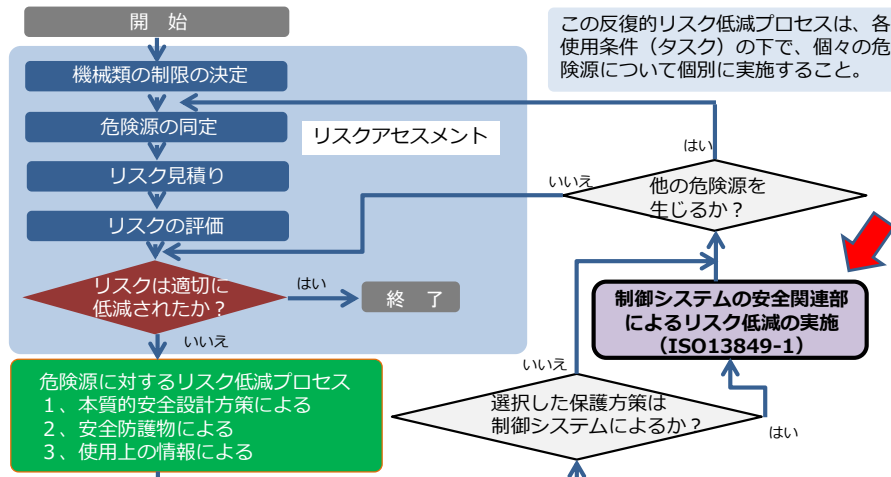 開　始
この反復的リスク低減プロセスは、各
使用条件（タスク）の下で、個々の危
険源について個別に実施すること。
機械類の制限の決定
危険源の同定
リスクアセスメント
リスク見積り
リスクの評価
リスクは適切に
低減されたか？
はい
終　了
いいえ
はい
いいえ
他の危険源を
生じるか？
制御システムの安全関連部
によるリスク低減の実施
（ISO13849-1）
いいえ
選択した保護方策は
制御システムによるか？
はい
危険源に対するリスク低減プロセス
１、本質的安全設計方策による
２、安全防護物による
３、使用上の情報による